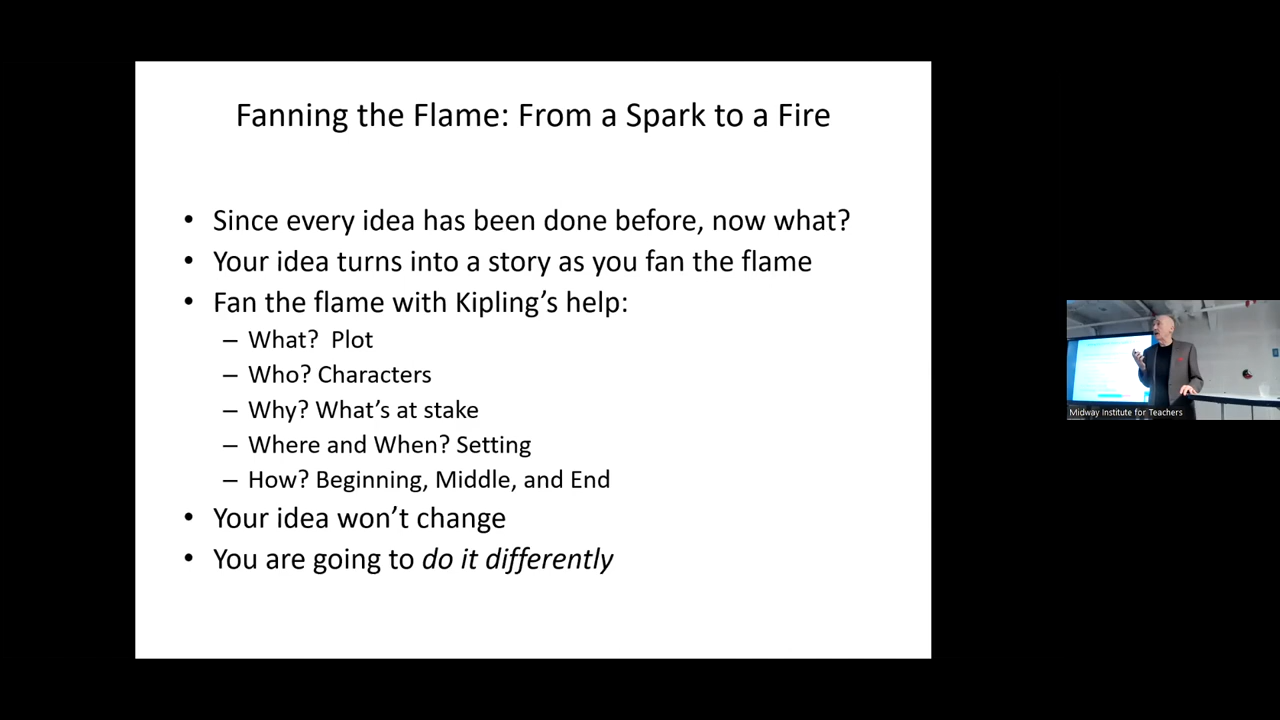 Fanning the Flame: From a Spark to a Fire
• Since every idea has been done before, now what?
• Your idea turns into a story as you fan the flame
• Fan the flame with Kipling’s help:
– What?  Plot
– Who? Characters
– Why? What’s at stake
– Where and When? Setting
– How? Beginning, Middle, and End
• Your idea won’t change
• You are going to do it differently
Midway Institute for Teachers